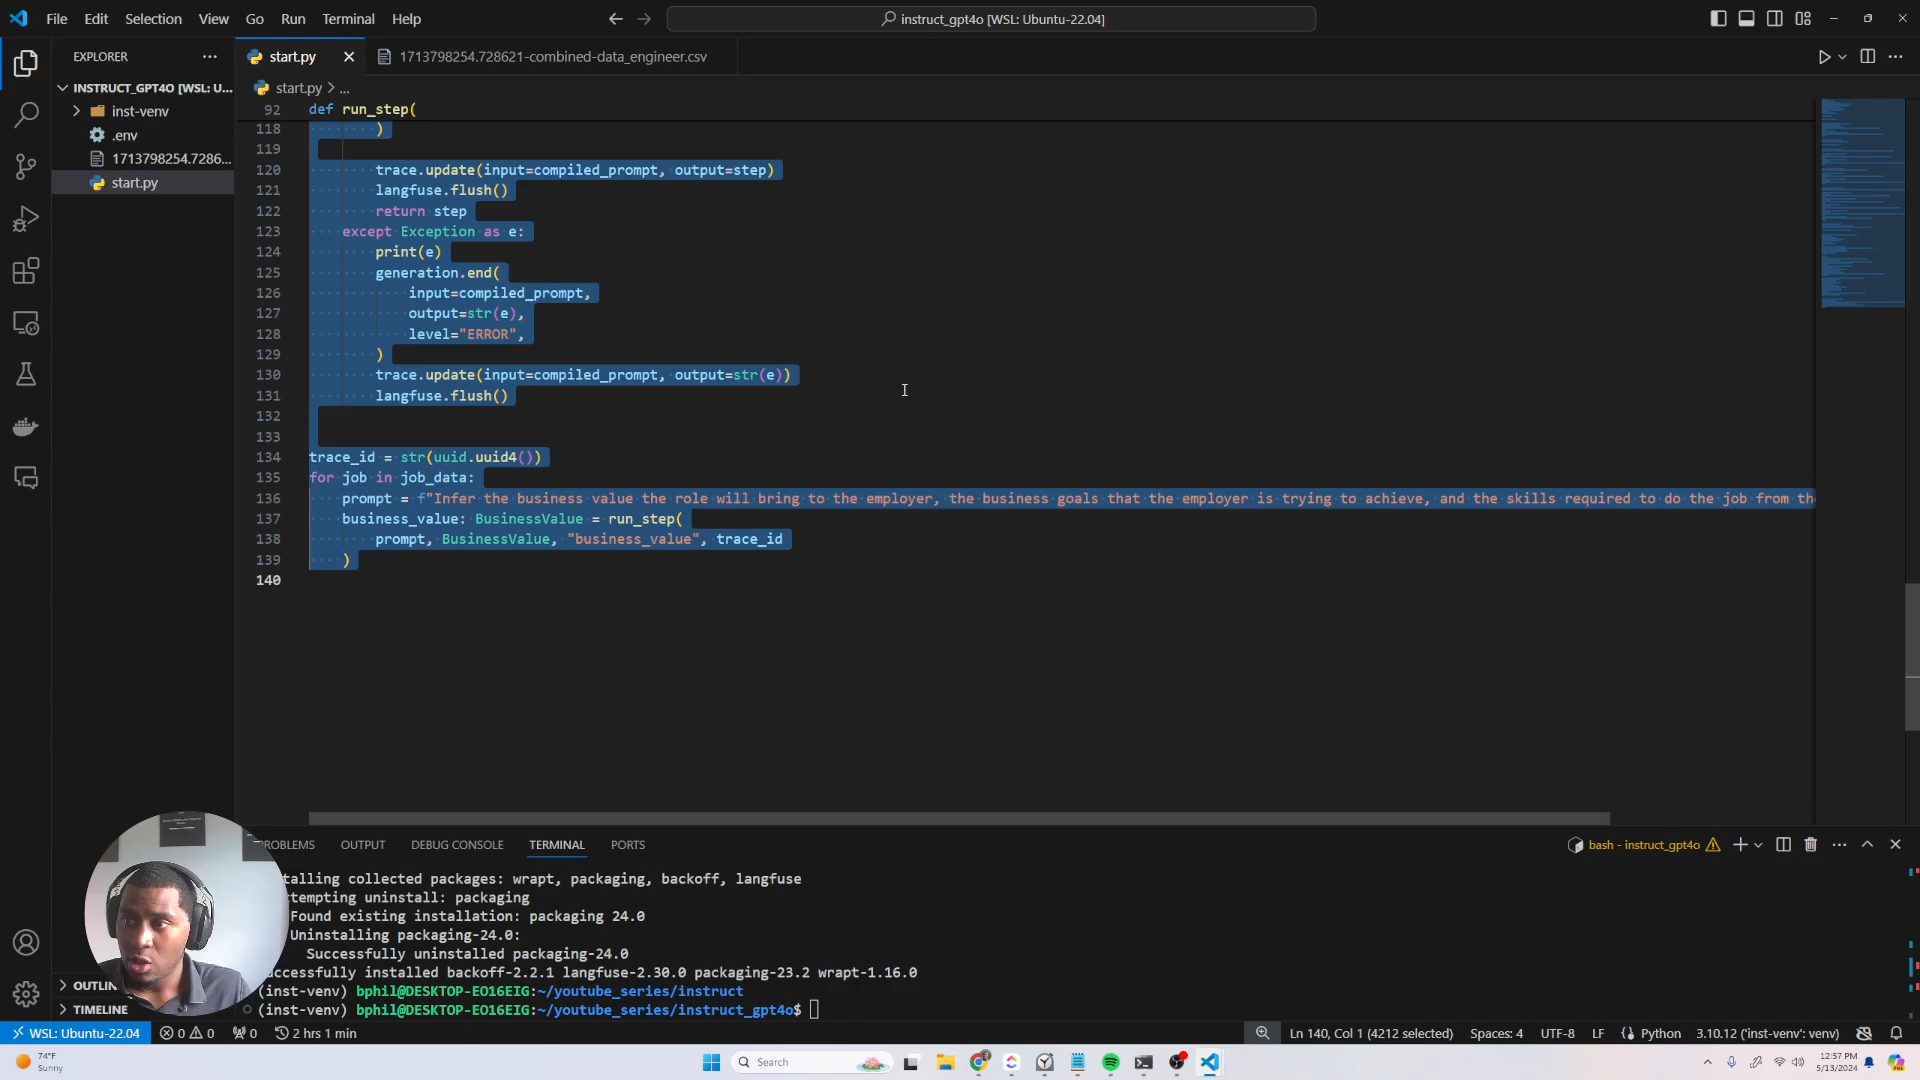 File Edit Selection View Go Run Terminal Help
instruct_gpt4o [WSL: Ubuntu-22.04]
EXPLORER
INSTRUCT_GPT4O [WSL: U...
inst-venv
.env
1713798254.7286...
start.py
start.py
1713798254.728621-combined-data_engineer.csv
start.py > ...
92 def run_step(
118 )
119
120 trace.update(input=compiled_prompt, output=step)
121 langfuse.flush()
122 return step
123 except Exception as e:
124 print(e)
125 generation.end(
126 input=compiled_prompt,
127 output=str(e),
128 level="ERROR",
129 )
130 trace.update(input=compiled_prompt, output=str(e))
131 langfuse.flush()
132
133
134 trace_id = str(uuid.uuid4())
135 for job in job_data:
136 prompt = f"Infer the business value the role will bring to the employer, the business goals that the employer is trying to achieve, and the skills required to do the job from the
137 business_value: BusinessValue = run_step(
138 prompt, BusinessValue, "business_value", trace_id
139 )
140
ROBLEMS OUTPUT DEBUG CONSOLE TERMINAL PORTS
bash - instruct_gpt4o
talling collected packages: wrapt, packaging, backoff, langfuse
ttempting uninstall: packaging
Found existing installation: packaging 24.0
Uninstalling packaging-24.0:
Successfully uninstalled packaging-24.0
uccessfully installed backoff-2.2.1 langfuse-2.30.0 packaging-23.2 wrapt-1.16.0
(inst-venv) bphil@DESKTOP-EO16EIG:~/youtube_series/instruct
(inst-venv) bphil@DESKTOP-EO16EIG:~/youtube_series/instruct_gpt4o$
OUTLIN
TIMELINE
WSL: Ubuntu-22.04 0 0 0 2 hrs 1 min
Ln 140, Col 1 (4212 selected) Spaces: 4 UTF-8 LF Python 3.10.12 ('inst-venv': venv)
74°F
Sunny
Search
12:57 PM
5/13/2024